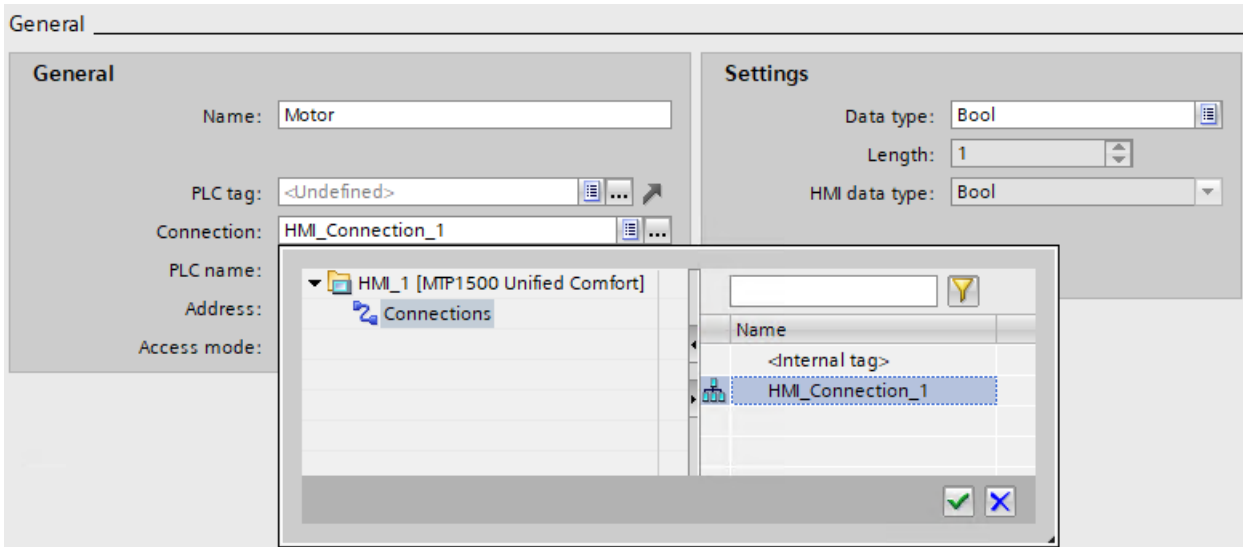 General
General
Name:
Motor
PLC tag:
<Undefined>
...
Connection:
HMI_Connection_1
...
PLC name:
Address:
Access mode:
Settings
Data type:
Bool
Length:
1
HMI data type:
Bool
HMI_1 [MTP1500 Unified Comfort]
Connections
Name
<Internal tag>
HMI_Connection_1